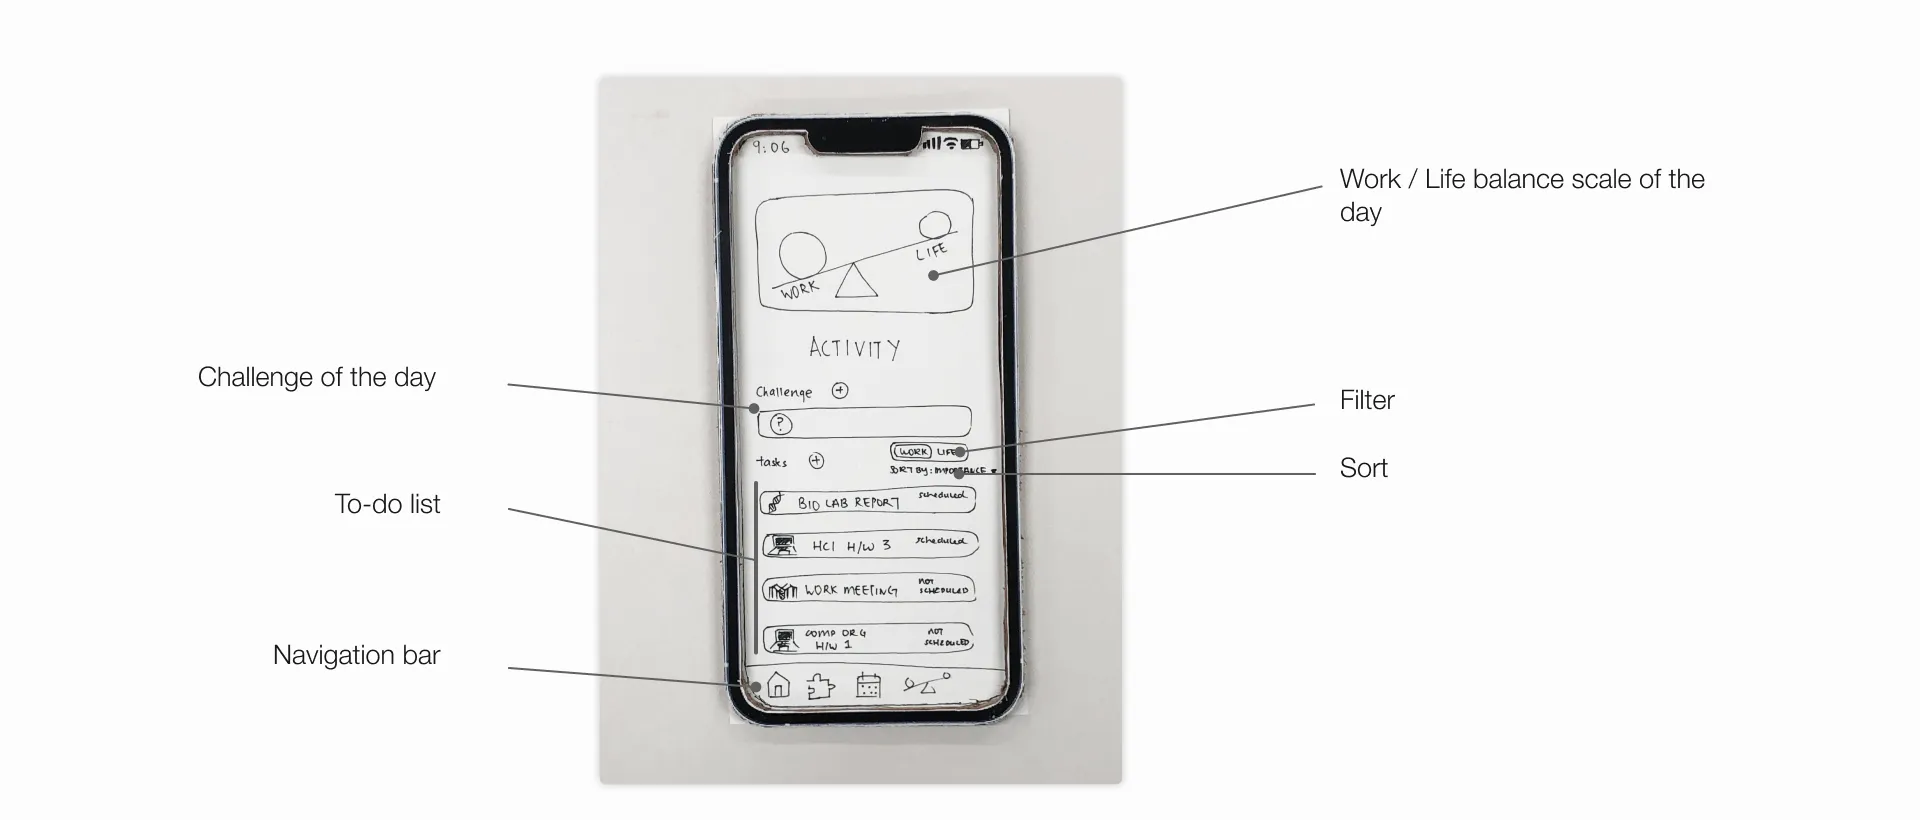 9:06
WORK
LIFE
Work / Life balance scale of the
day
ACTIVITY
Challenge of the day
Challenge +
?
Filter
WORK LIFE
tasks +
SORT BY: IMPORTANCE
Sort
To-do list
BIO LAB REPORT scheduled
HCI H/W 3 scheduled
WORK MEETING NOT
SCHEDULED
COMP ORG NOT
H/W 1 SCHEDULED
Navigation bar